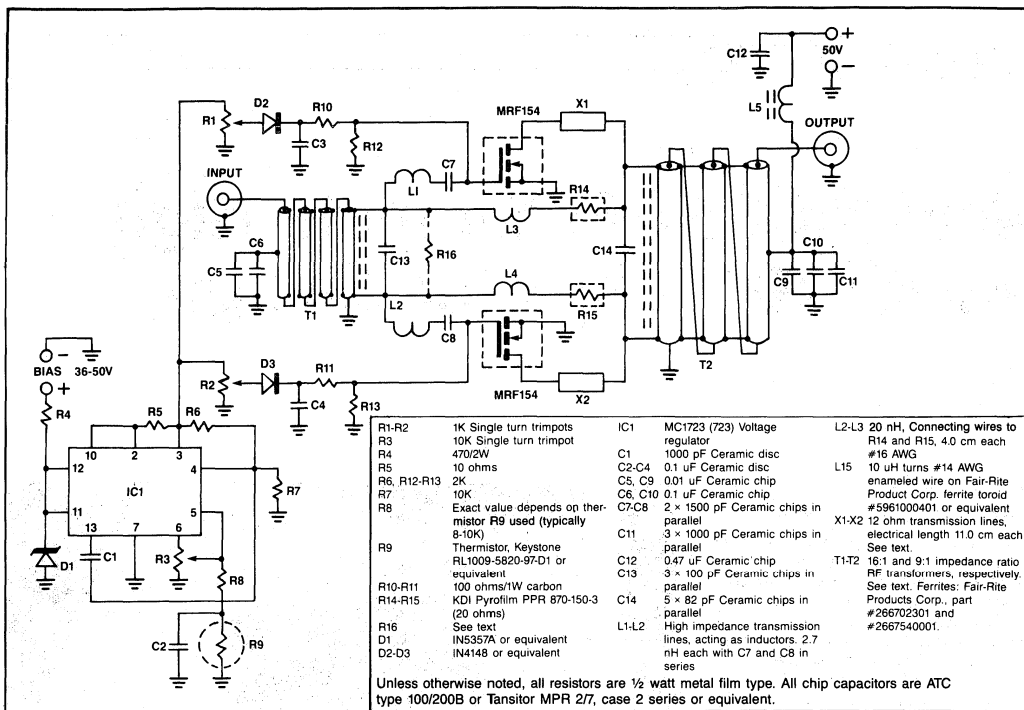 C12
+
50V
−
L5
OUTPUT
MRF154
X1
D2
R10
R1
C3
R12
C7
L1
INPUT
R14
L3
C6
C5
C13
R16
C14
C10
C9
C11
T1
L4
R15
L2
C8
T2
BIAS
−
36-50V
+
D3
R11
R2
C4
R13
MRF154
X2
R4
R5
R6
10
2
3
12
4
IC1
R7
11
5
13
7
6
C1
R3
D1
R8
C2
R9
R1-R2 1K Single turn trimpots
R3 10K Single turn trimpot
R4 470/2W
R5 10 ohms
R6, R12-R13 2K
R7 10K
R8 Exact value depends on ther-
mistor R9 used (typically
8-10K)
R9 Thermistor, Keystone
RL1009-5820-97-D1 or
equivalent
R10-R11 100 ohms/1W carbon
R14-R15 KDI Pyrofilm PPR 870-150-3
(20 ohms)
R16 See text
D1 IN5357A or equivalent
D2-D3 IN4148 or equivalent
IC1 MC1723 (723) Voltage
regulator
C1 1000 pF Ceramic disc
C2-C4 0.1 uF Ceramic disc
C5, C9 0.01 uF Ceramic chip
C6, C10 0.1 uF Ceramic chip
C7-C8 2 × 1500 pF Ceramic chips in
parallel
C11 3 × 1000 pF Ceramic chips in
parallel
C12 0.47 uF Ceramic chip
C13 3 × 100 pF Ceramic chips in
parallel
C14 5 × 82 pF Ceramic chips in
parallel
L1-L2 High impedance transmission
lines, acting as inductors. 2.7
nH each with C7 and C8 in
series
L2-L3 20 nH, Connecting wires to
R14 and R15, 4.0 cm each
#16 AWG
L15 10 uH turns #14 AWG
enameled wire on Fair-Rite
Product Corp. ferrite toroid
#5961000401 or equivalent
X1-X2 12 ohm transmission lines,
electrical length 11.0 cm each
See text.
T1-T2 16:1 and 9:1 impedance ratio
RF transformers, respectively.
See text. Ferrites: Fair-Rite
Products Corp., part
#266702301 and
#2667540001.
Unless otherwise noted, all resistors are ½ watt metal film type. All chip capacitors are ATC
type 100/200B or Tansitor MPR 2/7, case 2 series or equivalent.